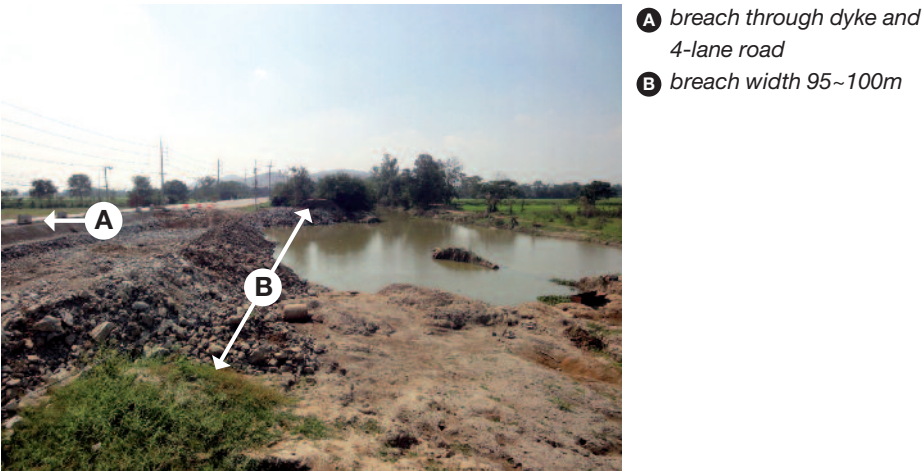 A breach through dyke and
4-lane road
B breach width 95~100m
A
B